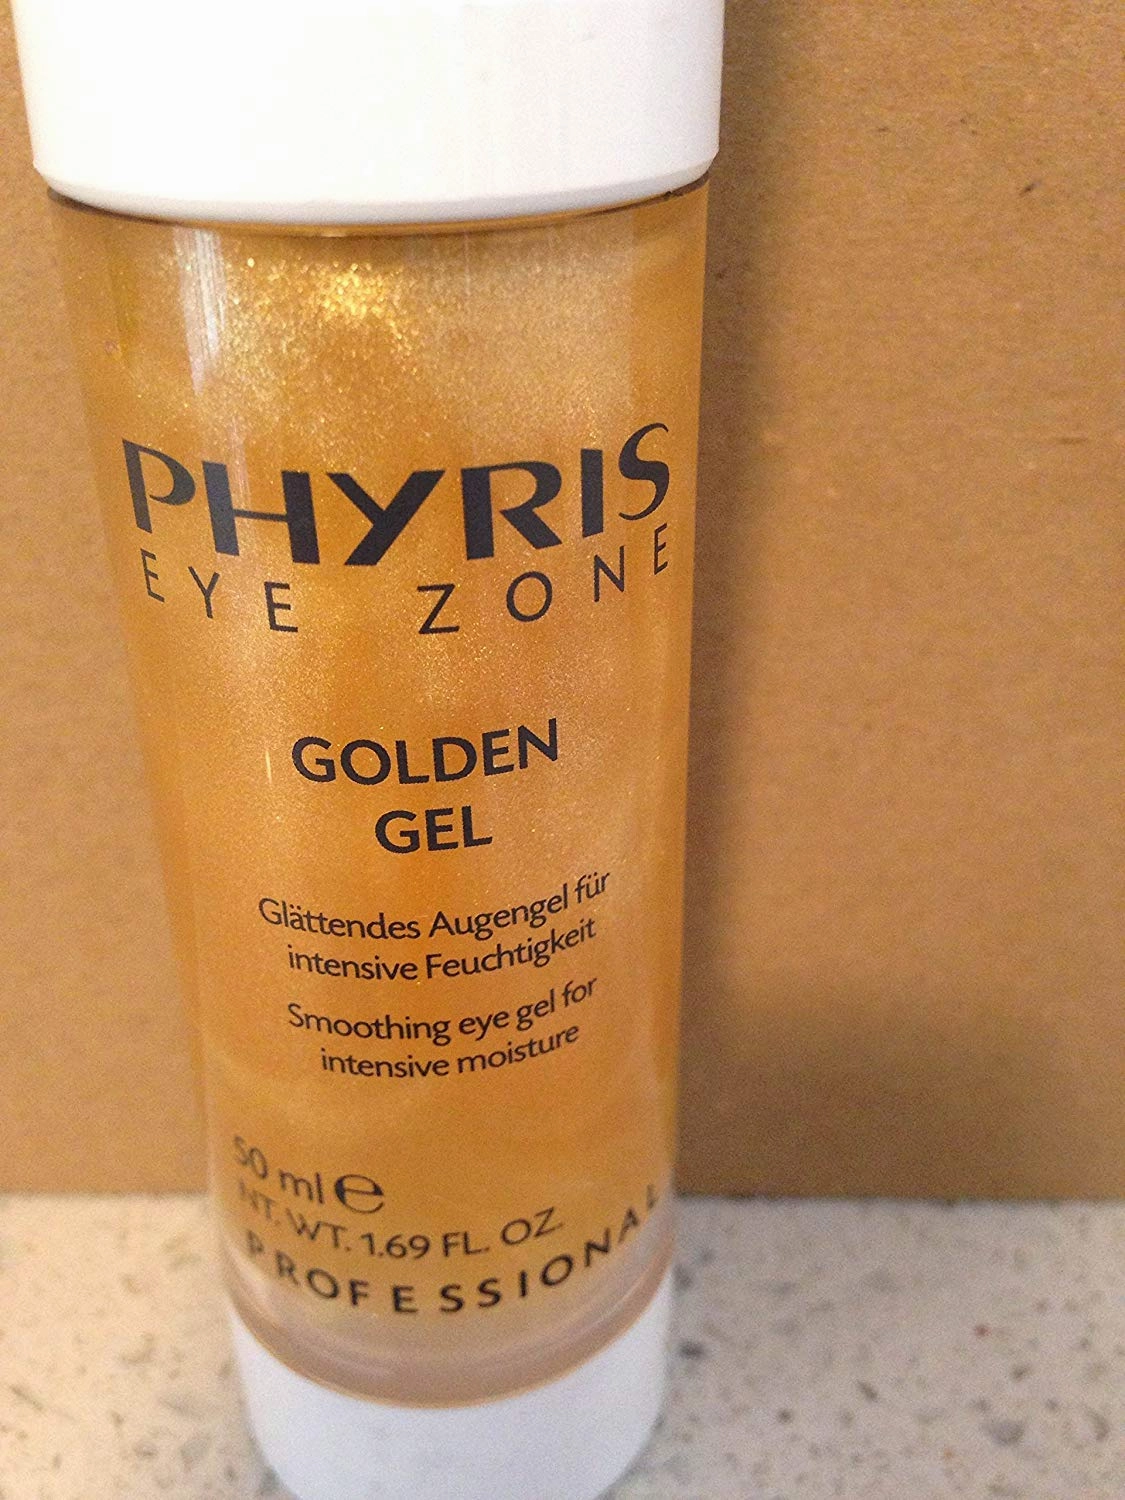 PHYRIS
EYE ZONE
GOLDEN
GEL
Glättendes Augengel für
intensive Feuchtigkeit
Smoothing eye gel for
intensive moisture
50 ml ℮
NT. WT. 1.69 FL. OZ.
PROFESSIONAL